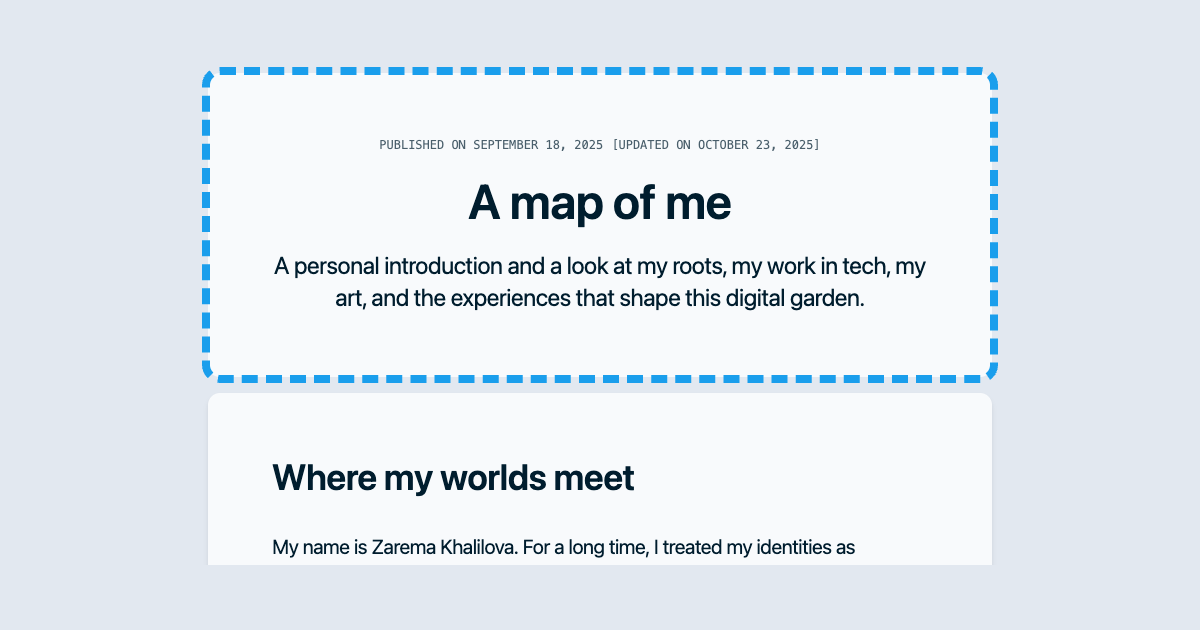 PUBLISHED ON SEPTEMBER 18, 2025 [UPDATED ON OCTOBER 23, 2025]
A map of me
A personal introduction and a look at my roots, my work in tech, my
art, and the experiences that shape this digital garden.
Where my worlds meet
My name is Zarema Khalilova. For a long time, I treated my identities as